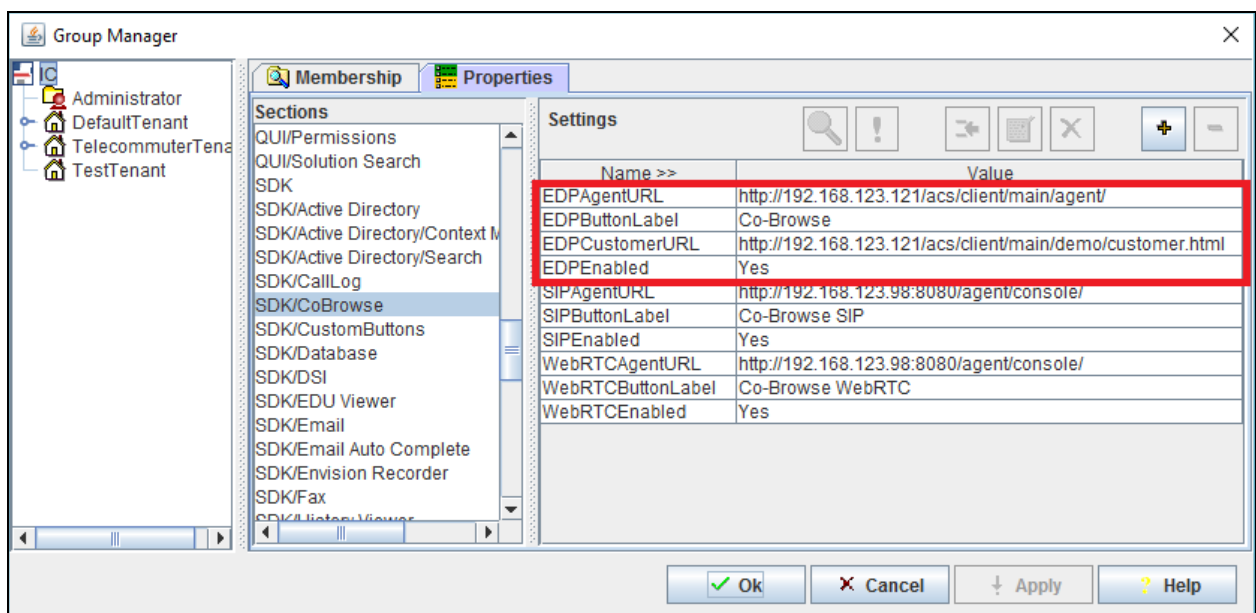 Group Manager
IC
Administrator
DefaultTenant
TelecommuterTena
TestTenant
Membership
Properties
Sections
QUI/Permissions
QUI/Solution Search
SDK
SDK/Active Directory
SDK/Active Directory/Context M
SDK/Active Directory/Search
SDK/CallLog
SDK/CoBrowse
SDK/CustomButtons
SDK/Database
SDK/DSI
SDK/EDU Viewer
SDK/Email
SDK/Email Auto Complete
SDK/Envision Recorder
SDK/Fax
SDK/History Viewer
Settings
Name >> Value
EDPAgentURL http://192.168.123.121/acs/client/main/agent/
EDPButtonLabel Co-Browse
EDPCustomerURL http://192.168.123.121/acs/client/main/demo/customer.html
EDPEnabled Yes
SIPAgentURL http://192.168.123.98:8080/agent/console/
SIPButtonLabel Co-Browse SIP
SIPEnabled Yes
WebRTCAgentURL http://192.168.123.98:8080/agent/console/
WebRTCButtonLabel Co-Browse WebRTC
WebRTCEnabled Yes
Ok
Cancel
Apply
? Help